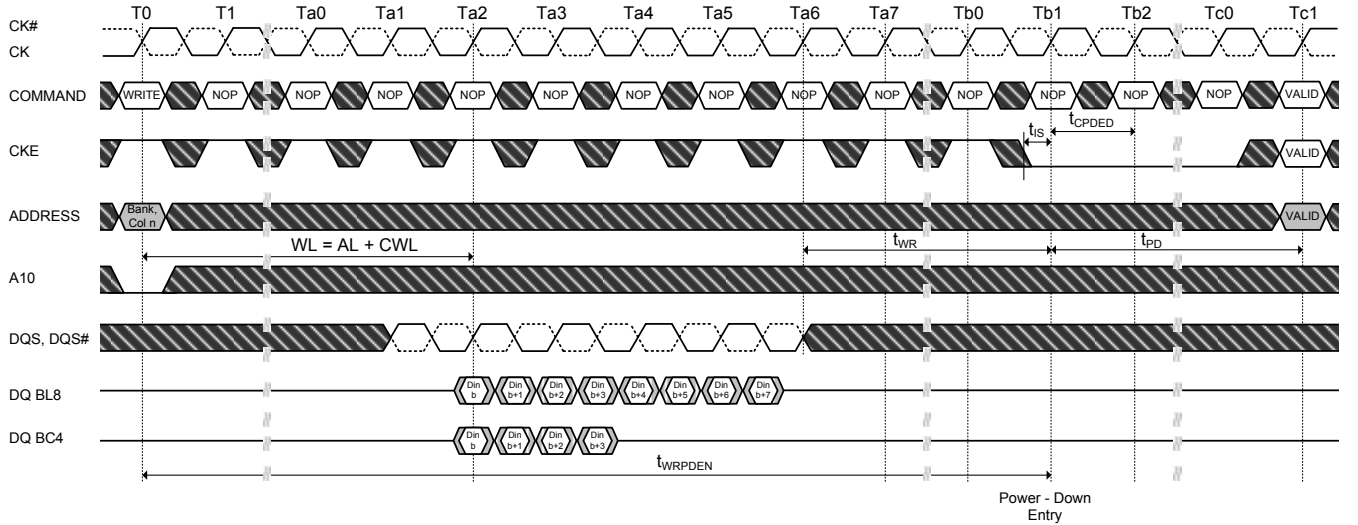 T0 T1 Ta0 Ta1 Ta2 Ta3 Ta4 Ta5 Ta6 Ta7 Tb0 Tb1 Tb2 Tc0 Tc1
CK#
CK
COMMAND WRITE NOP NOP NOP NOP NOP NOP NOP NOP NOP NOP NOP NOP NOP VALID
tIS tCPDED
CKE VALID
ADDRESS Bank, Col n VALID
WL = AL + CWL tWR tPD
A10
DQS, DQS#
DQ BL8 Din b Din b+1 Din b+2 Din b+3 Din b+4 Din b+5 Din b+6 Din b+7
DQ BC4 Din b Din b+1 Din b+2 Din b+3
tWRPDEN
Power - Down
Entry